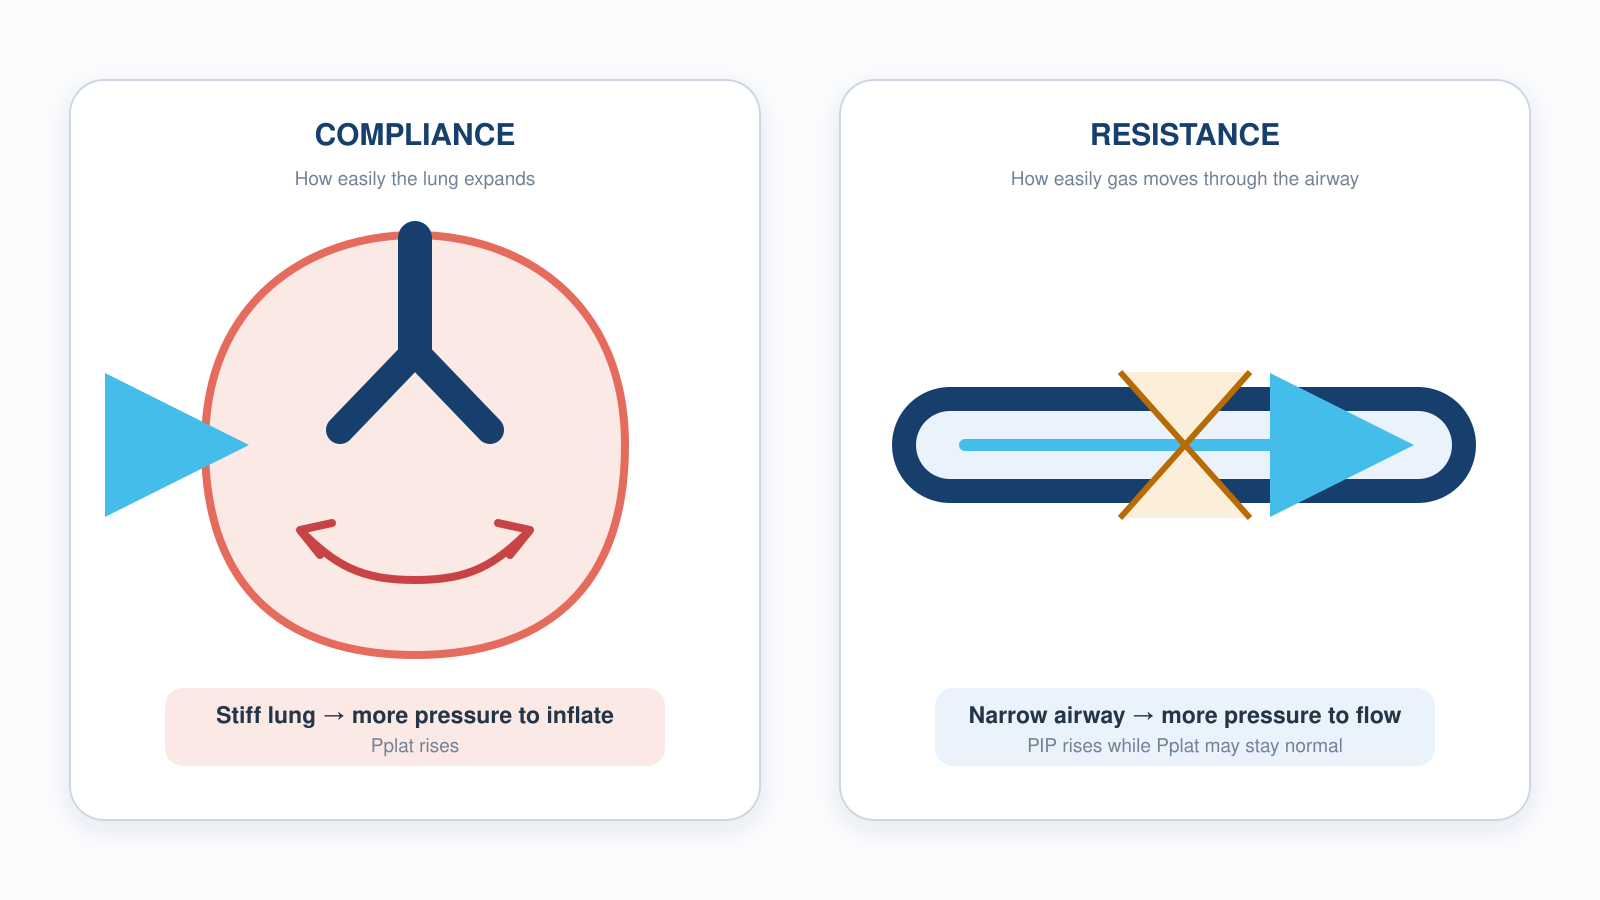 COMPLIANCE
How easily the lung expands
Stiff lung → more pressure to inflate
Pplat rises
RESISTANCE
How easily gas moves through the airway
Narrow airway → more pressure to flow
PIP rises while Pplat may stay normal